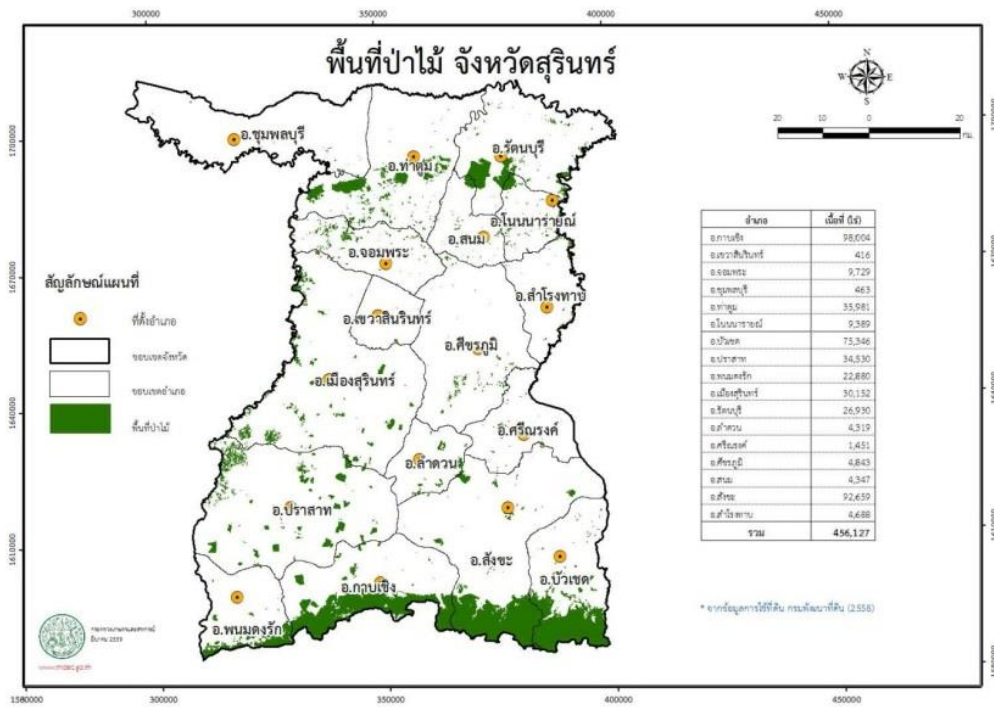 300000 350000 400000 450000
พื้นที่ป่าไม้ จังหวัดสุรินทร์
N
W E
S
20 10 0 20
กม.
1700000
1670000
1640000
1610000
อ.ชุมพลบุรี
อ.รัตนบุรี
อ.ท่าตูม
อ.โนนนารายณ์
อ.สนม
อ.จอมพระ
อ.สำโรงทาบ
อ.เขวาสินรินทร์
อ.ศีขรภูมิ
อ.เมืองสุรินทร์
อ.ศรีณรงค์
อ.ลำดวน
อ.ปราสาท
อ.สังขะ
อ.บัวเชด
อ.กาบเชิง
อ.พนมดงรัก
สัญลักษณ์แผนที่
ที่ตั้งอำเภอ
ขอบเขตจังหวัด
ขอบเขตอำเภอ
พื้นที่ป่าไม้
อำเภอ เนื้อที่ (ไร่)
อ.กาบเชิง 98,004
อ.เขวาสินรินทร์ 416
อ.จอมพระ 9,729
อ.ชุมพลบุรี 463
อ.ท่าตูม 35,981
อ.โนนนารายณ์ 9,389
อ.บัวเชด 75,346
อ.ปราสาท 34,530
อ.พนมดงรัก 22,880
อ.เมืองสุรินทร์ 30,152
อ.รัตนบุรี 26,930
อ.ลำดวน 4,319
อ.ศรีณรงค์ 1,451
อ.ศีขรภูมิ 4,843
อ.สนม 4,347
อ.สังขะ 92,659
อ.สำโรงทาบ 4,688
รวม 456,127
* จากข้อมูลการใช้ที่ดิน กรมพัฒนาที่ดิน (2558)
www.moac.go.th
1580000 300000 350000 400000 450000